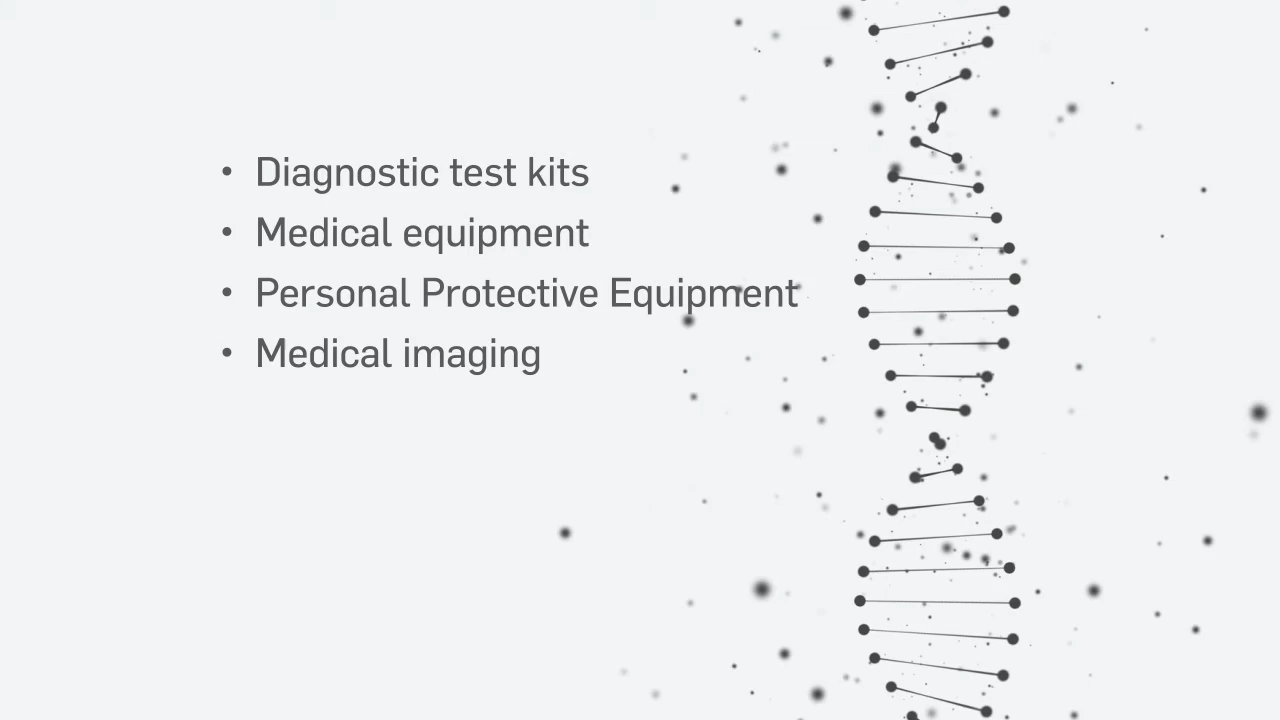 • Diagnostic test kits
• Medical equipment
• Personal Protective Equipment
• Medical imaging